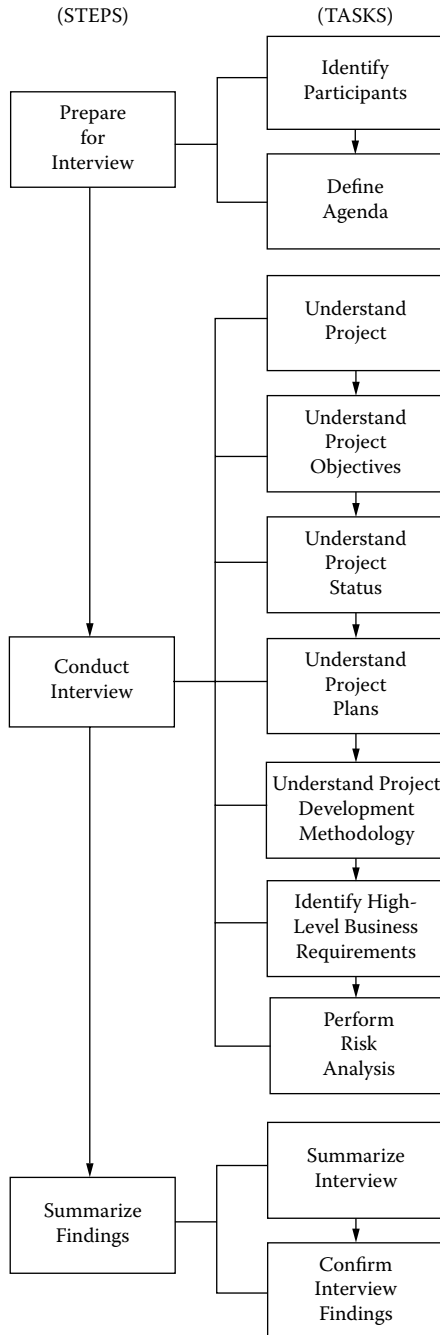 (STEPS)
(TASKS)
Prepare
for
Interview
Identify
Participants
Define
Agenda
Conduct
Interview
Understand
Project
Understand
Project
Objectives
Understand
Project
Status
Understand
Project
Plans
Understand Project
Development
Methodology
Identify High-
Level Business
Requirements
Perform
Risk
Analysis
Summarize
Findings
Summarize
Interview
Confirm
Interview
Findings